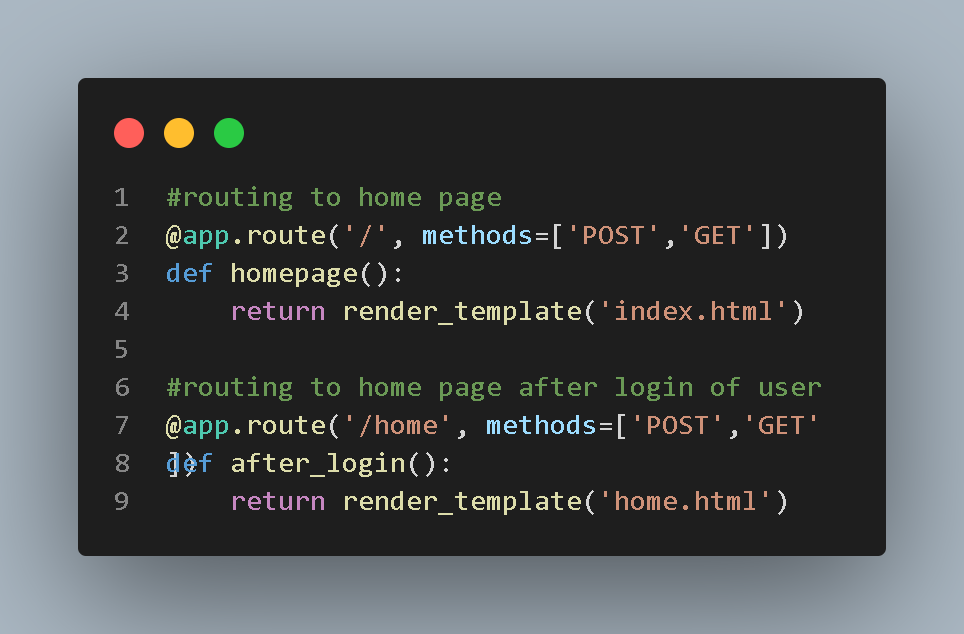 1 #routing to home page
2 @app.route('/', methods=['POST','GET'])
3 def homepage():
4     return render_template('index.html')
5
6 #routing to home page after login of user
7 @app.route('/home', methods=['POST','GET'
])
8 def after_login():
9     return render_template('home.html')